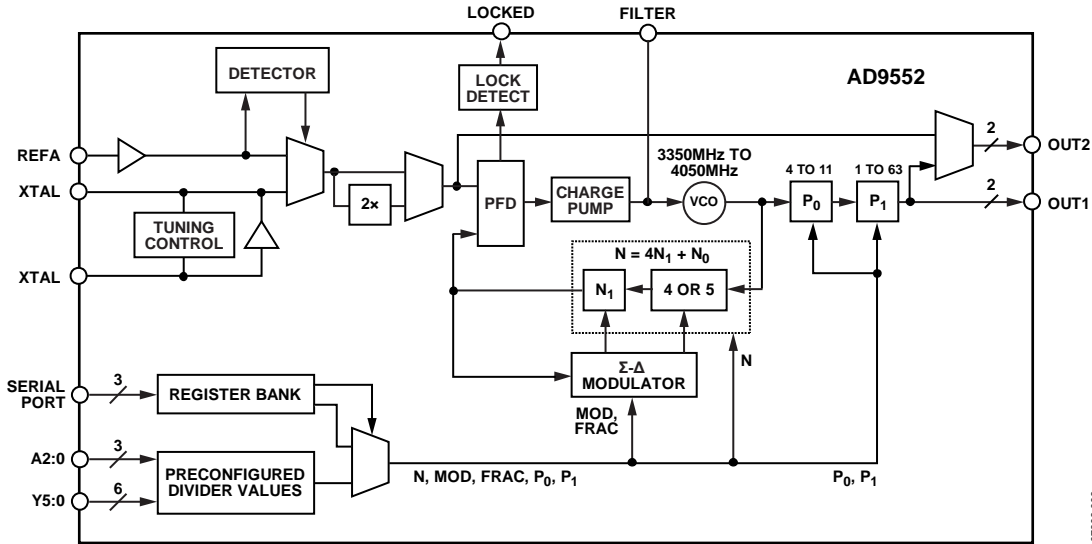 LOCKED
FILTER
AD9552
DETECTOR
LOCK
DETECT
REFA
XTAL
TUNING
CONTROL
XTAL
2×
PFD
CHARGE
PUMP
3350MHz TO
4050MHz
VCO
4 TO 11
P0
1 TO 63
P1
2
OUT2
2
OUT1
N = 4N1 + N0
N1
4 OR 5
N
Σ-Δ
MODULATOR
MOD,
FRAC
SERIAL
PORT
3
REGISTER BANK
A2:0
3
Y5:0
6
PRECONFIGURED
DIVIDER VALUES
N, MOD, FRAC, P0, P1
P0, P1